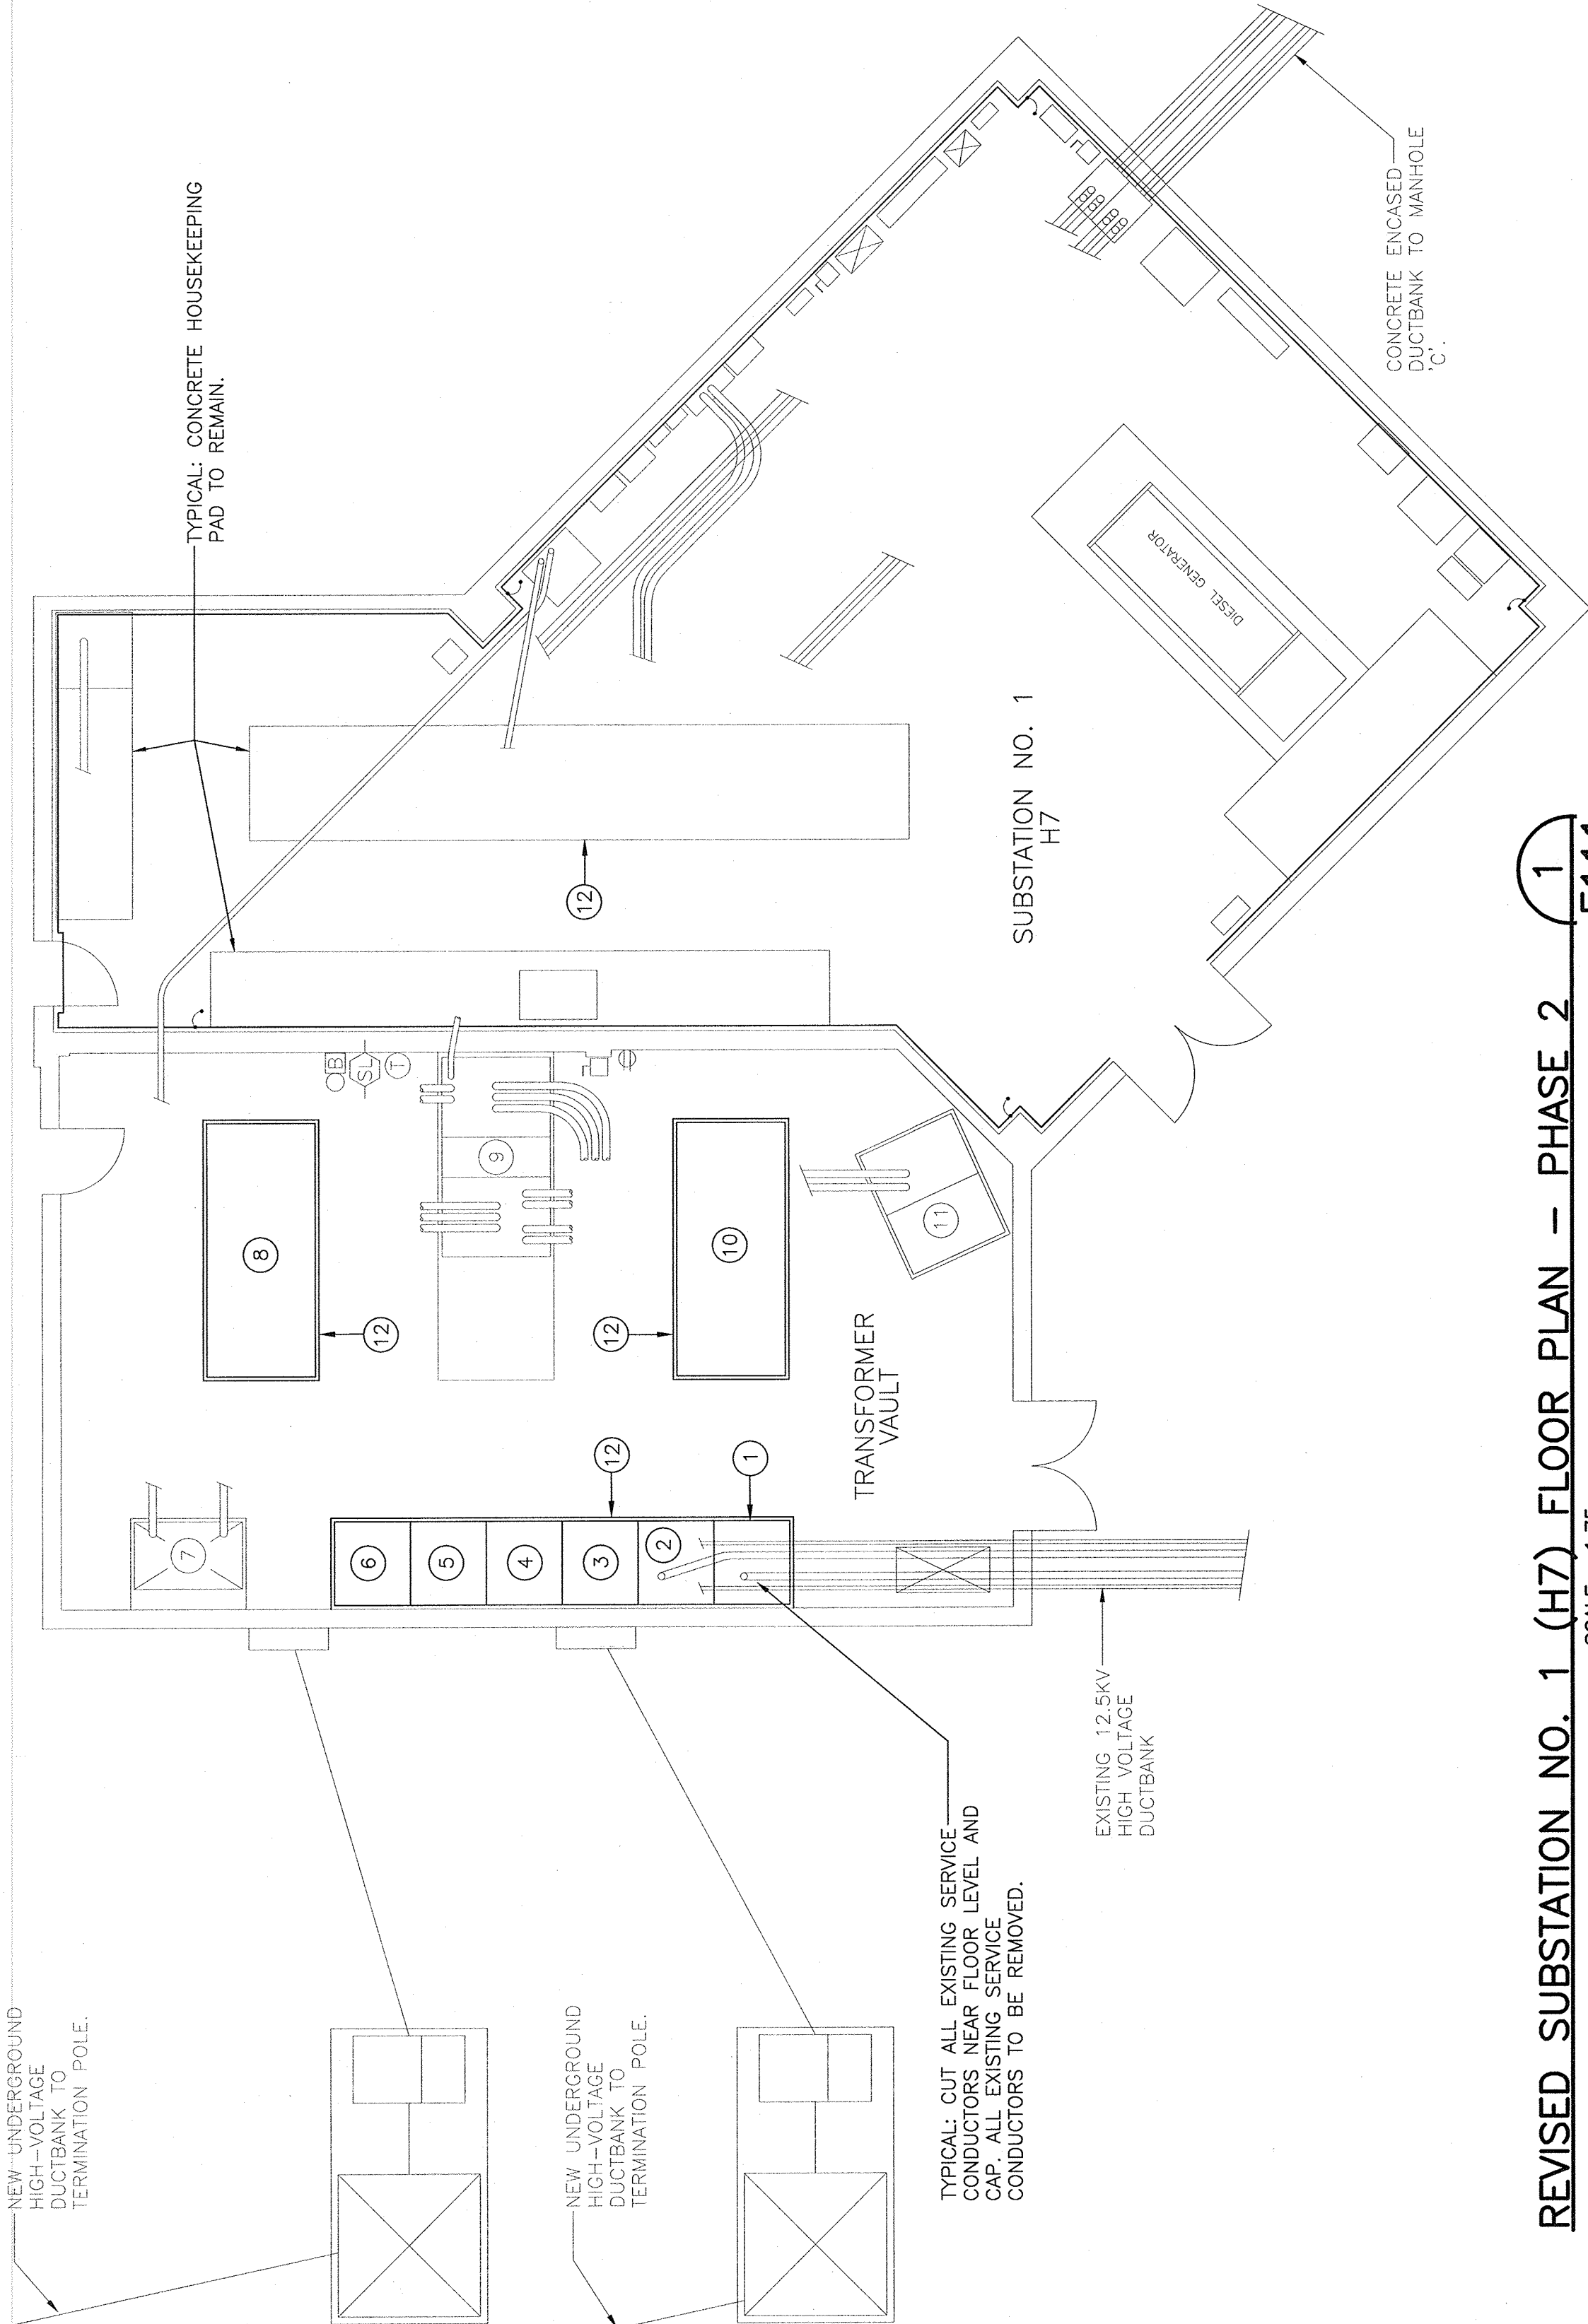 NEW UNDERGROUND
HIGH-VOLTAGE
DUCTBANK TO
TERMINATION POLE.
NEW UNDERGROUND
HIGH-VOLTAGE
DUCTBANK TO
TERMINATION POLE.
TYPICAL: CUT ALL EXISTING SERVICE
CONDUCTORS NEAR FLOOR LEVEL AND
CAP. ALL EXISTING SERVICE
CONDUCTORS TO BE REMOVED.
EXISTING 12.5KV
HIGH VOLTAGE
DUCTBANK
7
6
5
4
3
2
1
12
8
12
9
12
10
11
B
SL
T
TRANSFORMER
VAULT
12
TYPICAL: CONCRETE HOUSEKEEPING
PAD TO REMAIN.
SUBSTATION NO. 1
H7
DIESEL GENERATOR
CONCRETE ENCASED
DUCTBANK TO MANHOLE
'C'.
REVISED SUBSTATION NO. 1 (H7) FLOOR PLAN - PHASE 2
1